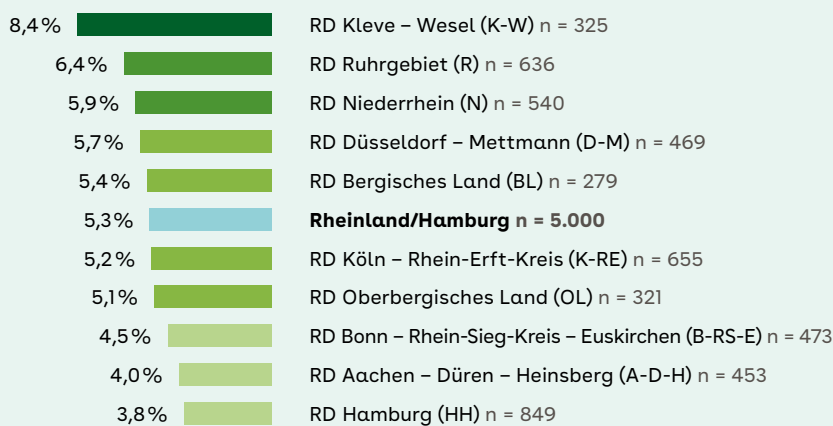 8,4% RD Kleve – Wesel (K-W) n = 325
6,4% RD Ruhrgebiet (R) n = 636
5,9% RD Niederrhein (N) n = 540
5,7% RD Düsseldorf – Mettmann (D-M) n = 469
5,4% RD Bergisches Land (BL) n = 279
5,3% Rheinland/Hamburg n = 5.000
5,2% RD Köln – Rhein-Erft-Kreis (K-RE) n = 655
5,1% RD Oberbergisches Land (OL) n = 321
4,5% RD Bonn – Rhein-Sieg-Kreis – Euskirchen (B-RS-E) n = 473
4,0% RD Aachen – Düren – Heinsberg (A-D-H) n = 453
3,8% RD Hamburg (HH) n = 849